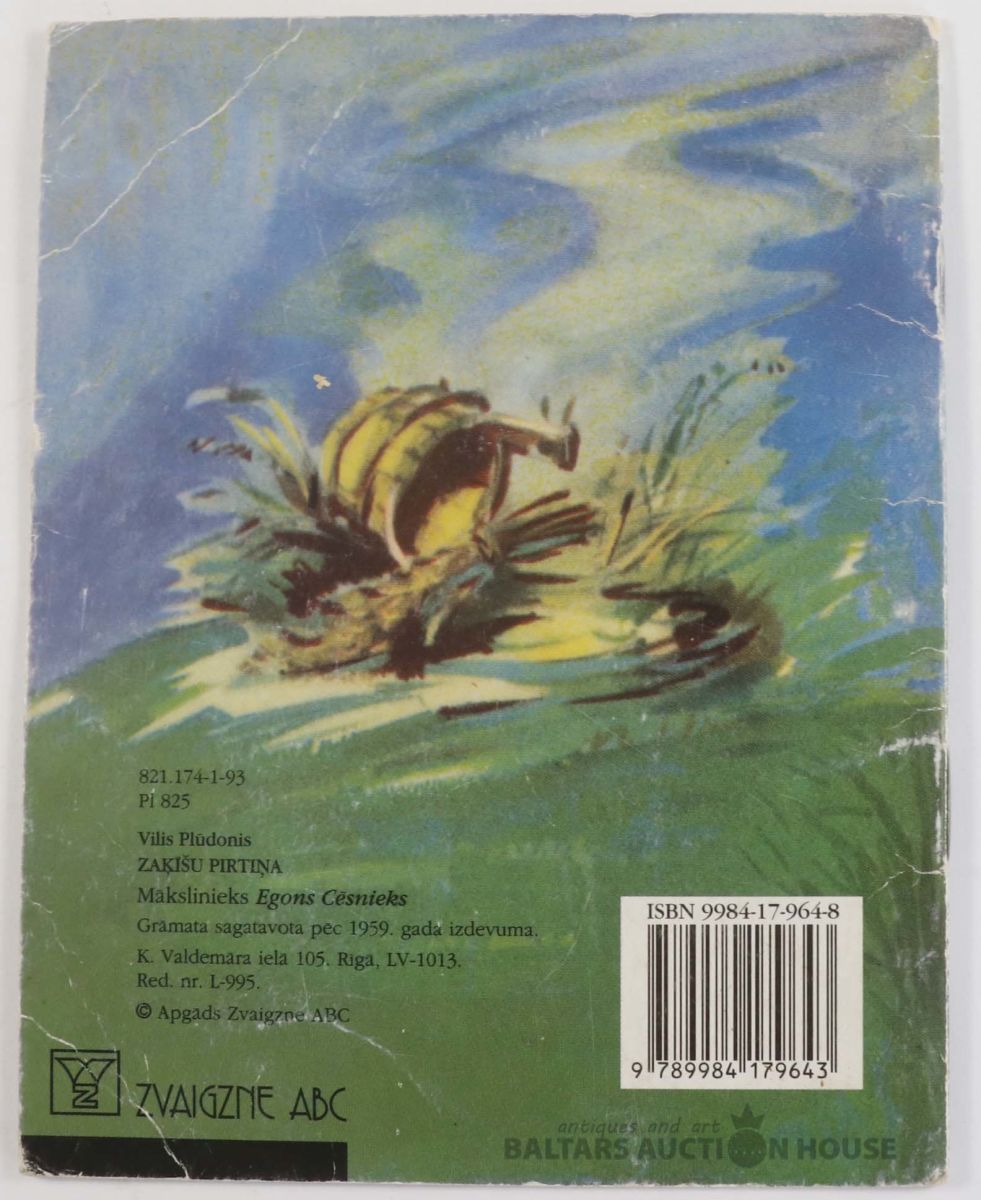 821.174-1-93
Pl 825
Vilis Plūdonis
ZAĶĪŠU PIRTIŅA
Mākslinieks Egons Cēsnieks
Grāmata sagatavota pēc 1959. gada izdevuma.
K. Valdemāra iela 105. Rīgā, LV-1013.
Red. nr. L-995.
© Apgāds Zvaigzne ABC
ISBN 9984-17-964-8
9 789984 179643
ZVAIGZNE ABC
antiques and art
BALTARS AUCTION HOUSE